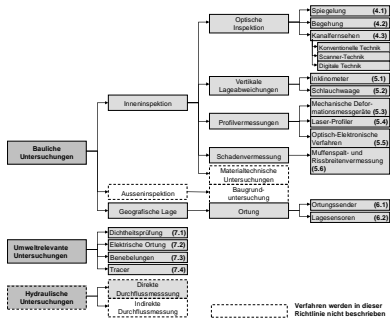 Optische
Inspektion
Spiegelung (4.1)
Begehung (4.2)
Kanalfernsehen (4.3)
Konventionelle Technik
Scanner-Technik
Digitale Technik
Inneninspektion
Vertikale
Lageabweichungen
Inklinometer (5.1)
Schlauchwaage (5.2)
Profilvermessungen
Mechanische Defor-
mationsmessgeräte (5.3)
Laser-Profiler (5.4)
Optisch-Elektronische
Verfahren (5.5)
Bauliche
Untersuchungen
Schadenvermessung
Muffenspalt- und
Rissbreitenvermessung
(5.6)
Materialtechnische
Untersuchungen
Ausseninspektion
Baugrund-
untersuchung
Geografische Lage
Ortung
Ortungssender (6.1)
Lagesensoren (6.2)
Umweltrelevante
Untersuchungen
Dichtheitsprüfung (7.1)
Elektrische Ortung (7.2)
Benebelungen (7.3)
Tracer (7.4)
Hydraulische
Untersuchungen
Direkte
Durchflussmesssung
Indirekte
Durchflussmessung
Verfahren werden in dieser
Richtlinie nicht beschrieben